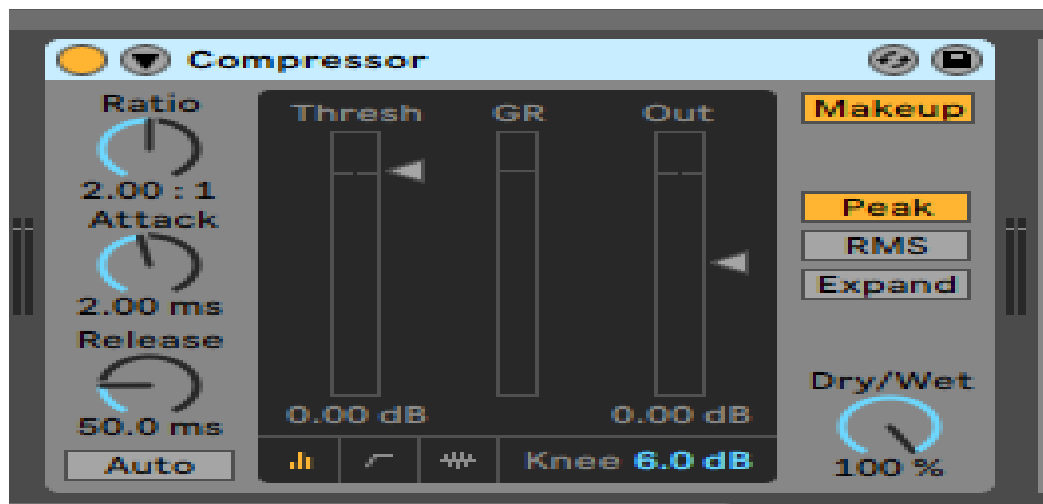 Compressor
Ratio
2.00 : 1
Attack
2.00 ms
Release
50.0 ms
Auto
Thresh GR Out
0.00 dB 0.00 dB
Knee 6.0 dB
Makeup
Peak
RMS
Expand
Dry/Wet
100 %